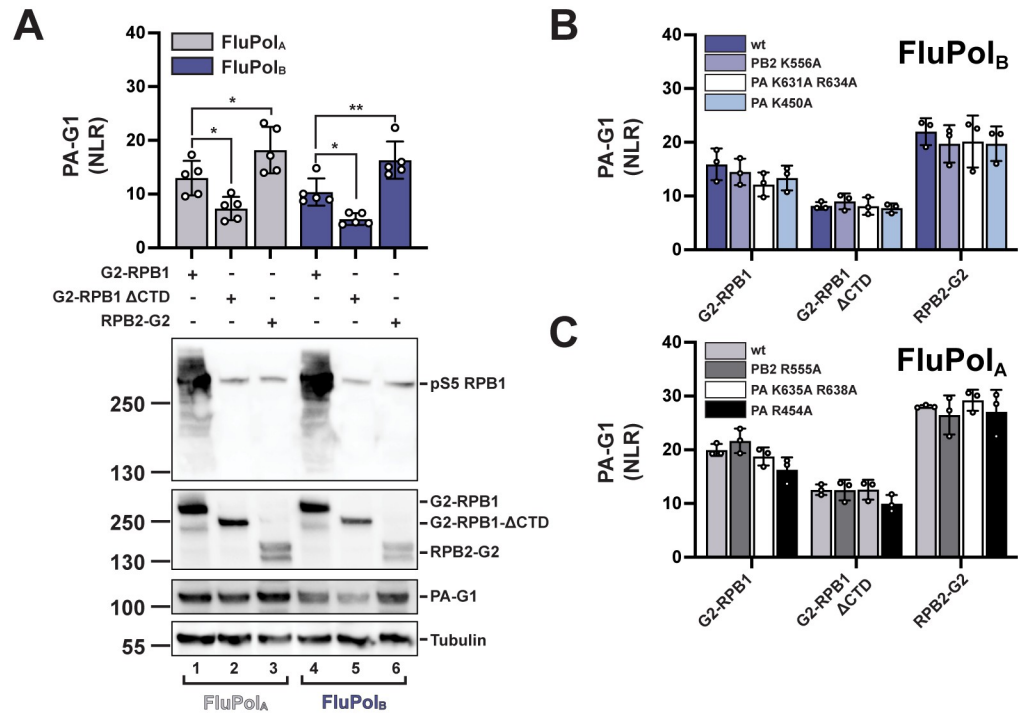 A
PA-G1
(NLR)
40
30
20
10
0
FluPolA
FluPolB
*
*
*
**
G2-RPB1 + - - + - -
G2-RPB1 ΔCTD - + - - + -
RPB2-G2 - - + - - +
250
130
pS5 RPB1
250
130
G2-RPB1
G2-RPB1-ΔCTD
RPB2-G2
100
PA-G1
55
Tubulin
1 2 3 4 5 6
FluPolA FluPolB
B
PA-G1
(NLR)
40
30
20
10
0
wt
PB2 K556A
PA K631A R634A
PA K450A
FluPolB
G2-RPB1
G2-RPB1
ΔCTD
RPB2-G2
C
PA-G1
(NLR)
40
30
20
10
0
wt
PB2 R555A
PA K635A R638A
PA R454A
FluPolA
G2-RPB1
G2-RPB1
ΔCTD
RPB2-G2